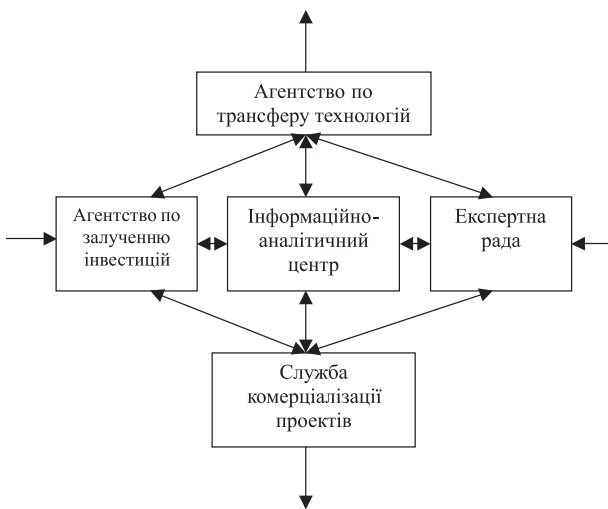 Агентство по
трансферу технологій
Агентство по
залученню
інвестицій
Інформаційно-
аналітичний
центр
Експертна
рада
Служба
комерціалізації
проектів